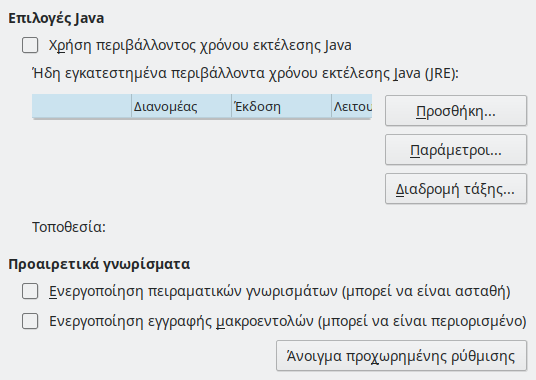 Επιλογές Java
Χρήση περιβάλλοντος χρόνου εκτέλεσης Java
Ήδη εγκατεστημένα περιβάλλοντα χρόνου εκτέλεσης Java (JRE):
Διανομέας Έκδοση Λειτου
Προσθήκη...
Παράμετροι...
Διαδρομή τάξης...
Τοποθεσία:
Προαιρετικά γνωρίσματα
Ενεργοποίηση πειραματικών γνωρισμάτων (μπορεί να είναι ασταθή)
Ενεργοποίηση εγγραφής μακροεντολών (μπορεί να είναι περιορισμένο)
Άνοιγμα προχωρημένης ρύθμισης